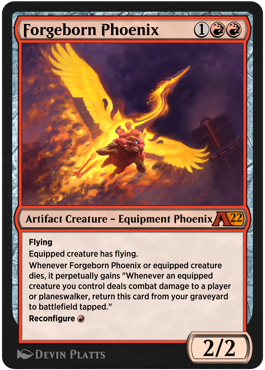 Forgeborn Phoenix 1
Artifact Creature – Equipment Phoenix A22
Flying
Equipped creature has flying.
Whenever Forgeborn Phoenix or equipped creature
dies, it perpetually gains "Whenever an equipped
creature you control deals combat damage to a player
or planeswalker, return this card from your graveyard
to battlefield tapped."
Reconfigure
DEVIN PLATTS
2/2